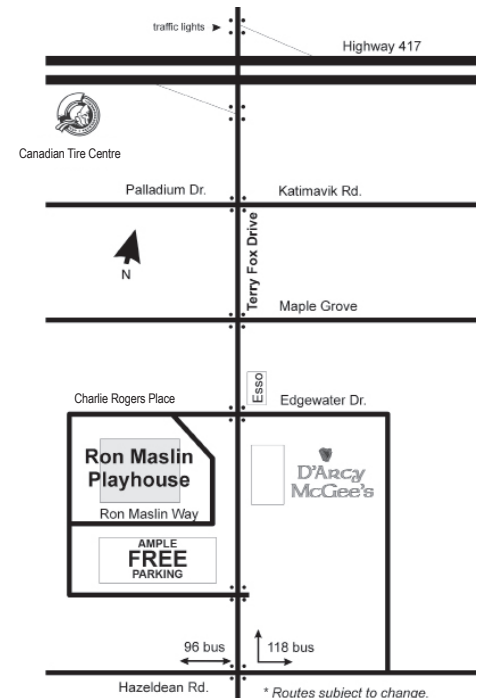 traffic lights
Highway 417
Canadian Tire Centre
Palladium Dr.
Katimavik Rd.
Terry Fox Drive
N
Maple Grove
Esso
Charlie Rogers Place
Edgewater Dr.
Ron Maslin
Playhouse
D'ARCY
MCGEE'S
Ron Maslin Way
AMPLE
FREE
PARKING
96 bus
118 bus
Hazeldean Rd.
* Routes subject to change.